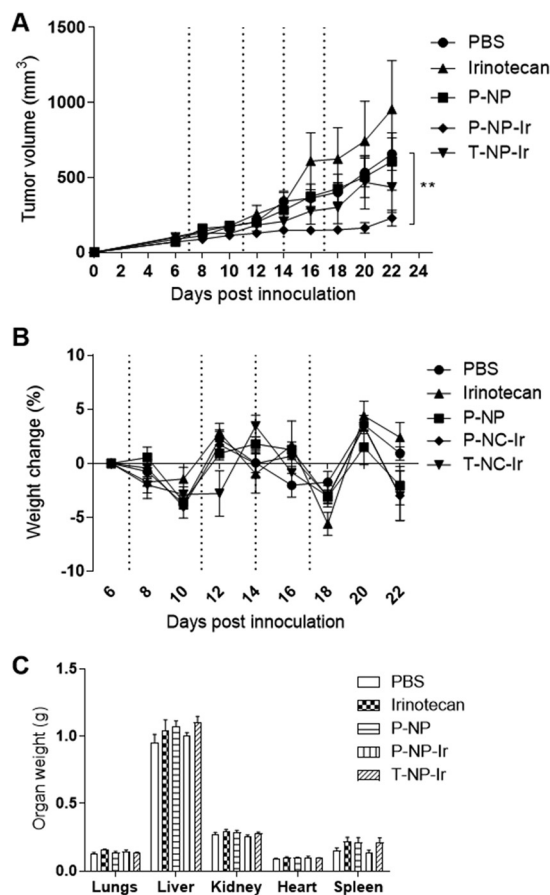 A
Tumor volume (mm³)
1500
1000
500
0
0 2 4 6 8 10 12 14 16 18 20 22 24
Days post innoculation
PBS
Irinotecan
P-NP
P-NP-Ir
T-NP-Ir
**
B
Weight change (%)
10
5
0
-5
-10
6 8 10 12 14 16 18 20 22
Days post innoculation
PBS
Irinotecan
P-NP
P-NC-Ir
T-NC-Ir
C
Organ weight (g)
1.5
1.0
0.5
0.0
Lungs Liver Kidney Heart Spleen
PBS
Irinotecan
P-NP
P-NP-Ir
T-NP-Ir